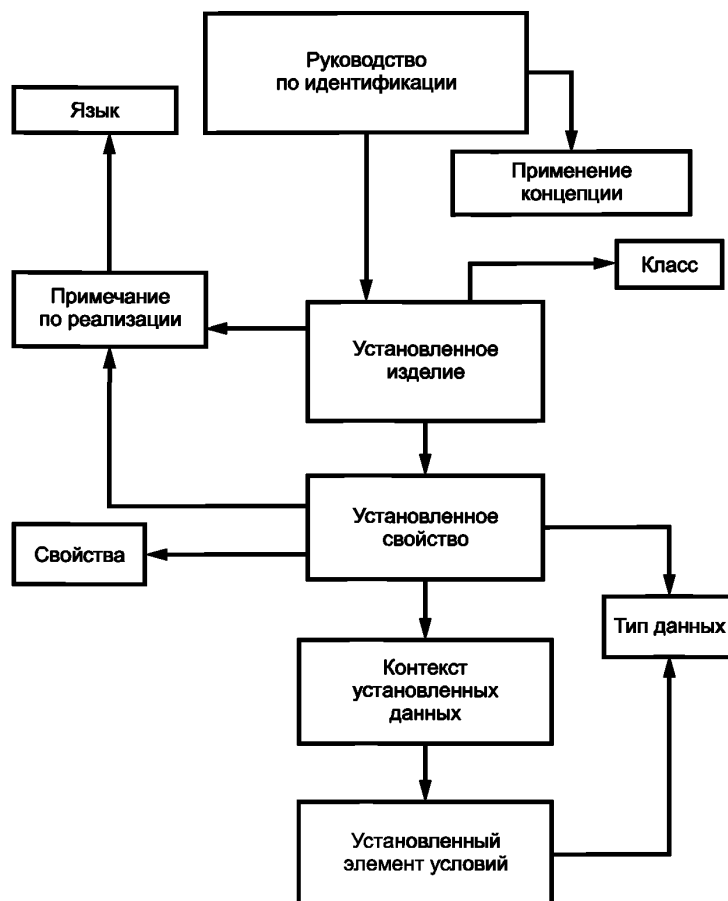 Руководство
по идентификации
Язык
Применение
концепции
Класс
Примечание
по реализации
Установленное
изделие
Установленное
свойство
Свойства
Тип данных
Контекст
установленных
данных
Установленный
элемент условий